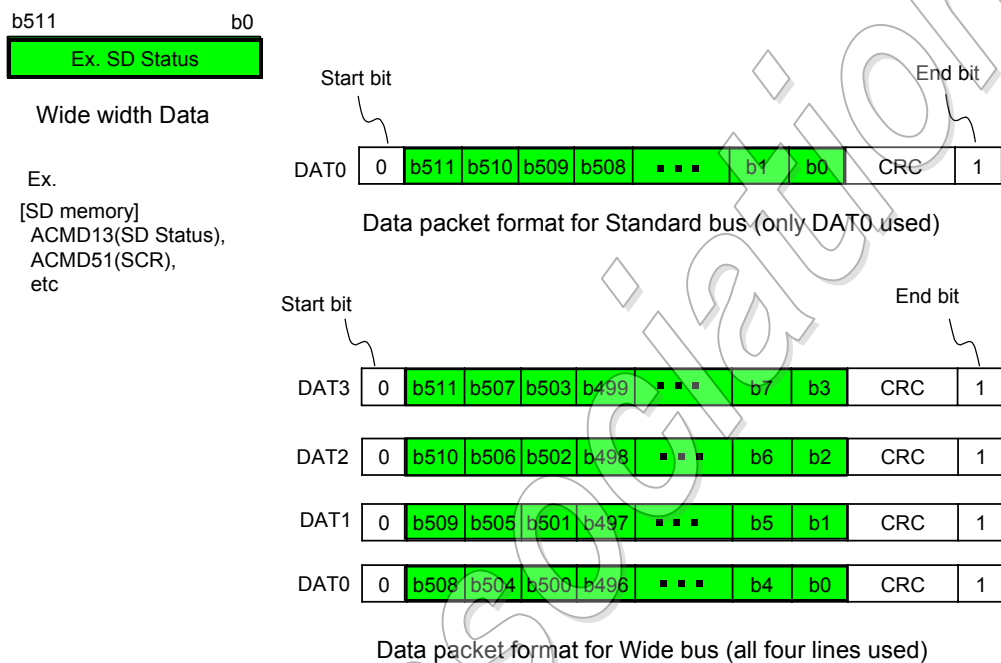 b511 b0
Ex. SD Status
Wide width Data
Ex.
[SD memory]
ACMD13(SD Status),
ACMD51(SCR),
etc
Start bit End bit
DAT0 0 b511 b510 b509 b508 ▪ ▪ ▪ b1 b0 CRC 1
Data packet format for Standard bus (only DAT0 used)
Start bit End bit
DAT3 0 b511 b507 b503 b499 ▪ ▪ ▪ b7 b3 CRC 1
DAT2 0 b510 b506 b502 b498 ▪ ▪ ▪ b6 b2 CRC 1
DAT1 0 b509 b505 b501 b497 ▪ ▪ ▪ b5 b1 CRC 1
DAT0 0 b508 b504 b500 b496 ▪ ▪ ▪ b4 b0 CRC 1
Data packet format for Wide bus (all four lines used)
sociation